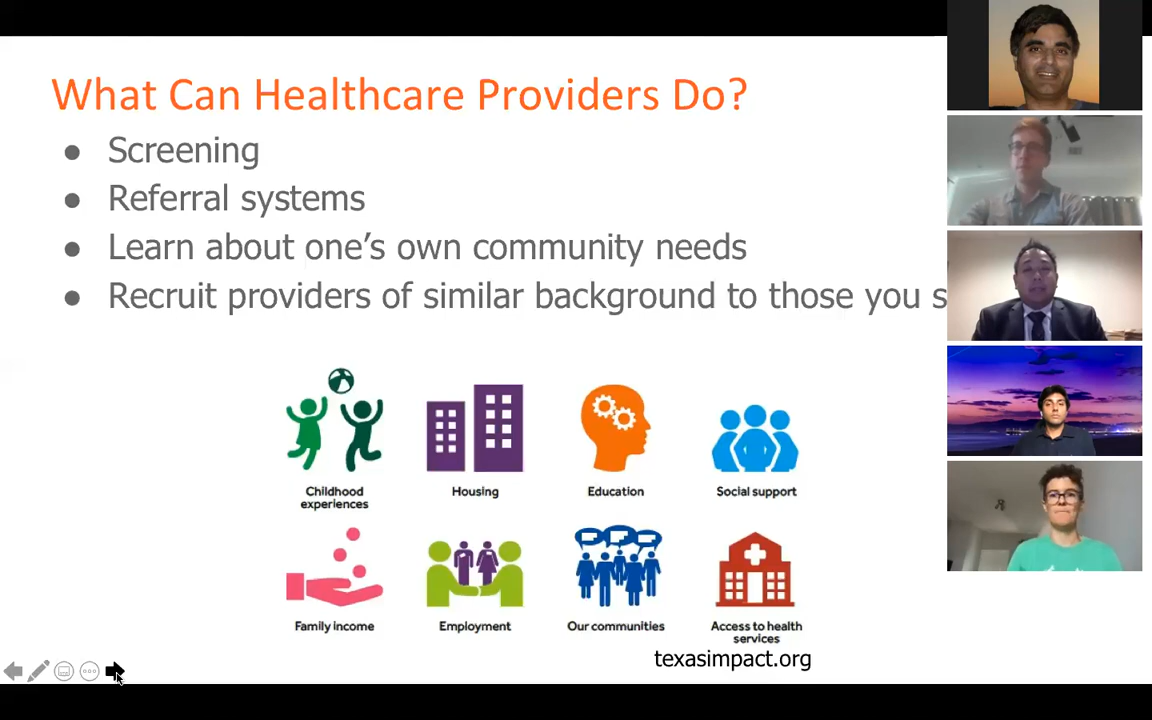 What Can Healthcare Providers Do?
● Screening
● Referral systems
● Learn about one's own community needs
● Recruit providers of similar background to those you s
Childhood
experiences
Housing
Education
Social support
Family income
Employment
Our communities
Access to health
services
texasimpact.org